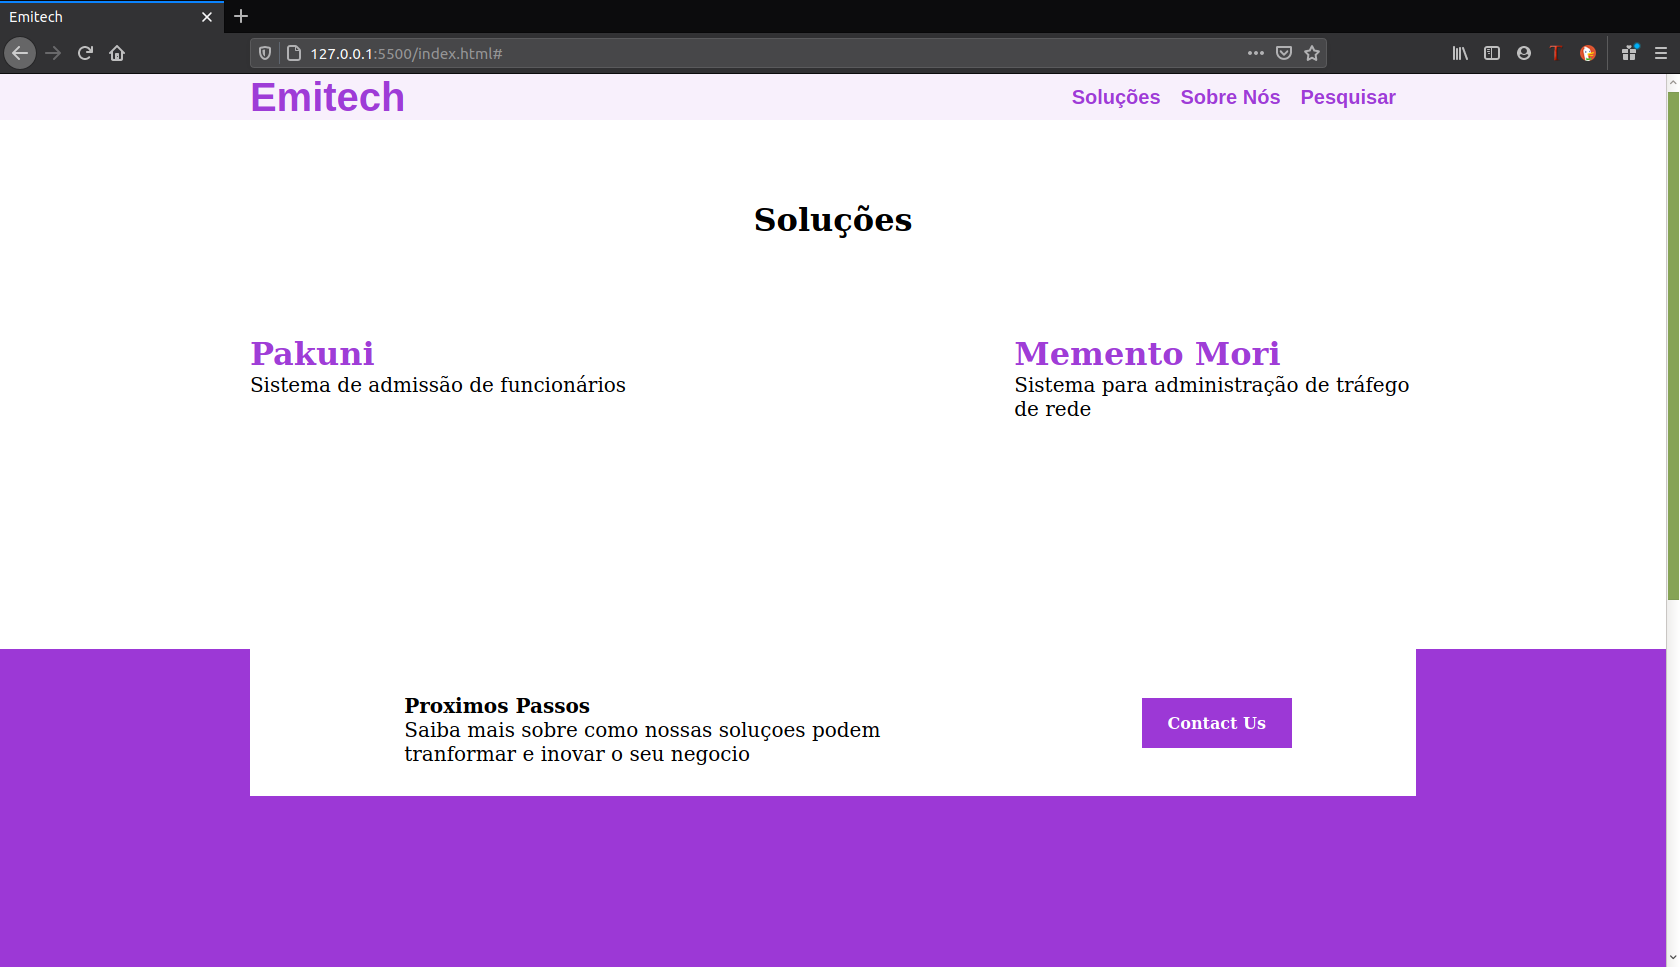 Emitech
127.0.0.1:5500/index.html#
Emitech
Soluções Sobre Nós Pesquisar
Soluções
Pakuni
Sistema de admissão de funcionários
Memento Mori
Sistema para administração de tráfego
de rede
Proximos Passos
Saiba mais sobre como nossas soluçoes podem
tranformar e inovar o seu negocio
Contact Us